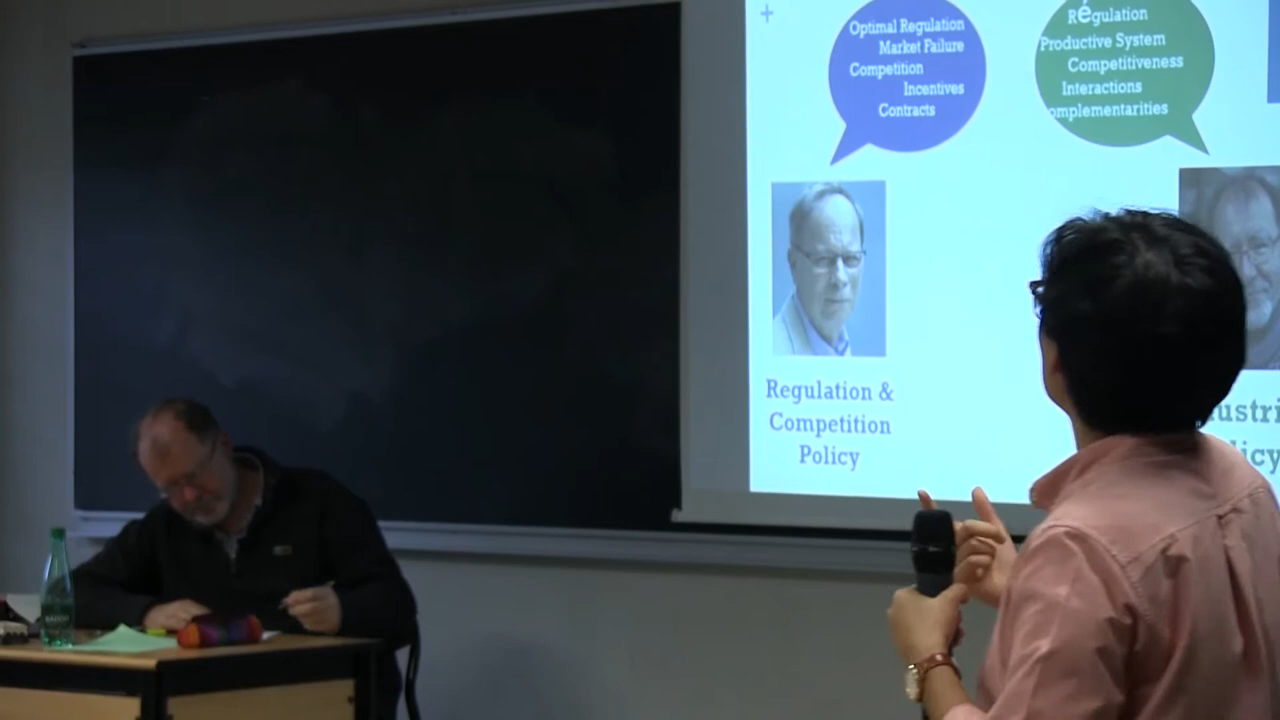 +
Optimal Regulation
Market Failure
Competition
Incentives
Contracts
Régulation
Productive System
Competitiveness
Interactions
omplementarities
Regulation &
Competition
Policy
ustri
licy